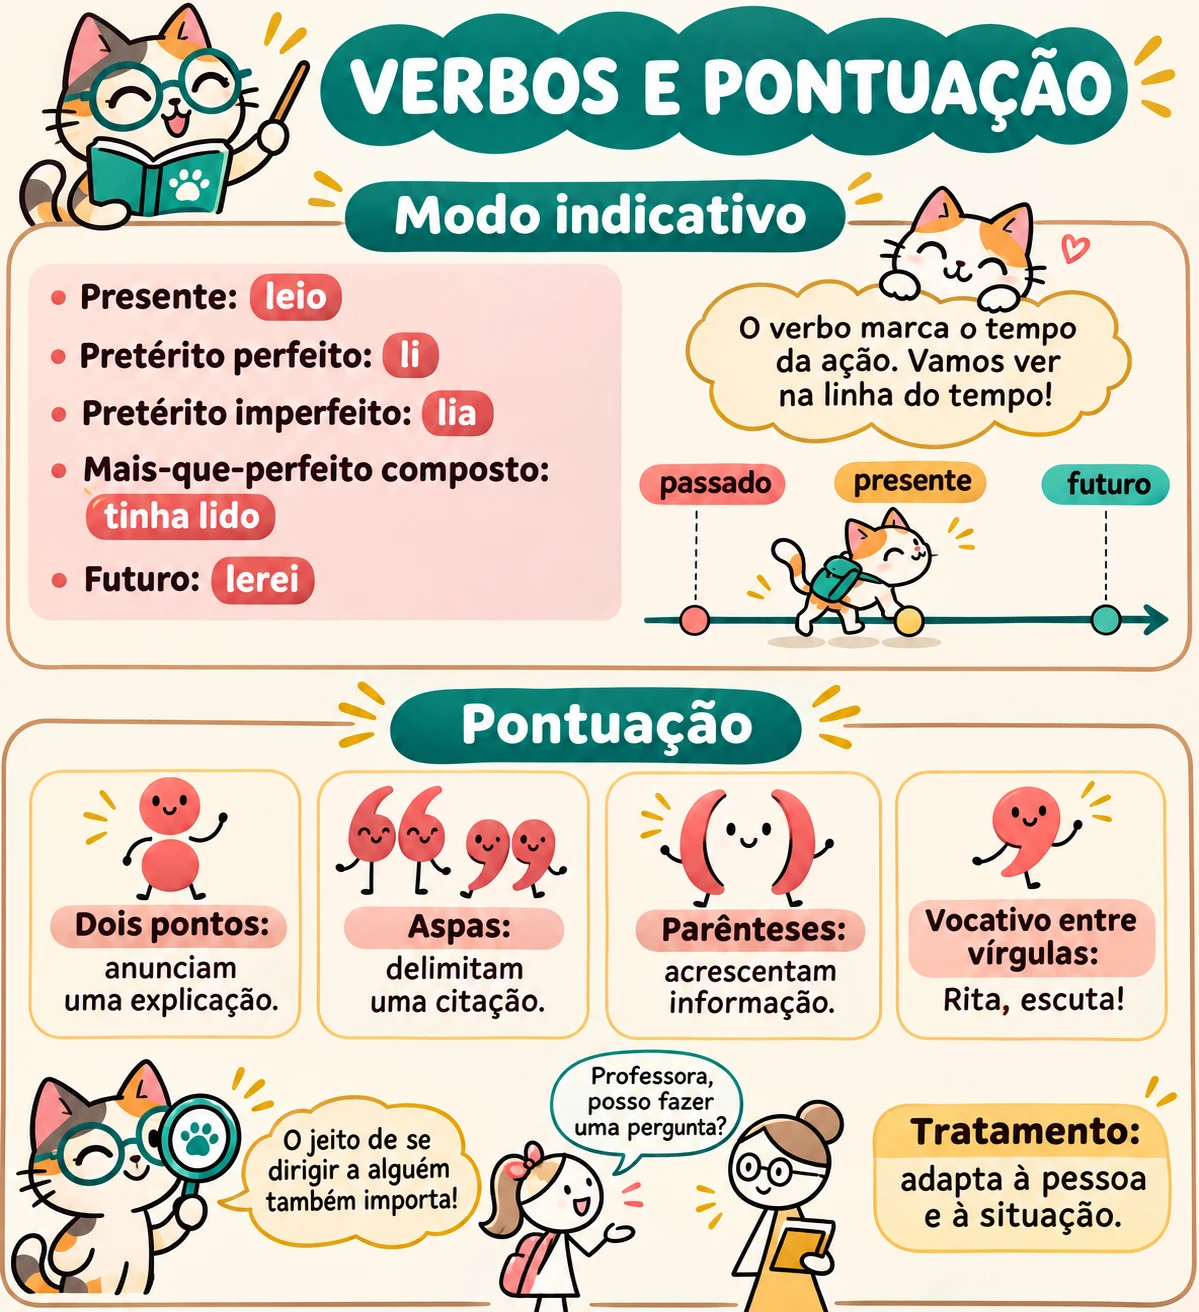 VERBOS E PONTUAÇÃO
Modo indicativo
Presente: leio
Pretérito perfeito: li
Pretérito imperfeito: lia
Mais-que-perfeito composto:
tinha lido
Futuro: lerei
O verbo marca o tempo
da ação. Vamos ver
na linha do tempo!
passado
presente
futuro
Pontuação
Dois pontos:
anunciam
uma explicação.
Aspas:
delimitam
uma citação.
Parênteses:
acrescentam
informação.
Vocativo entre
vírgulas:
Rita, escuta!
O jeito de se
dirigir a alguém
também importa!
Professora,
posso fazer
uma pergunta?
Tratamento:
adapta à pessoa
e à situação.